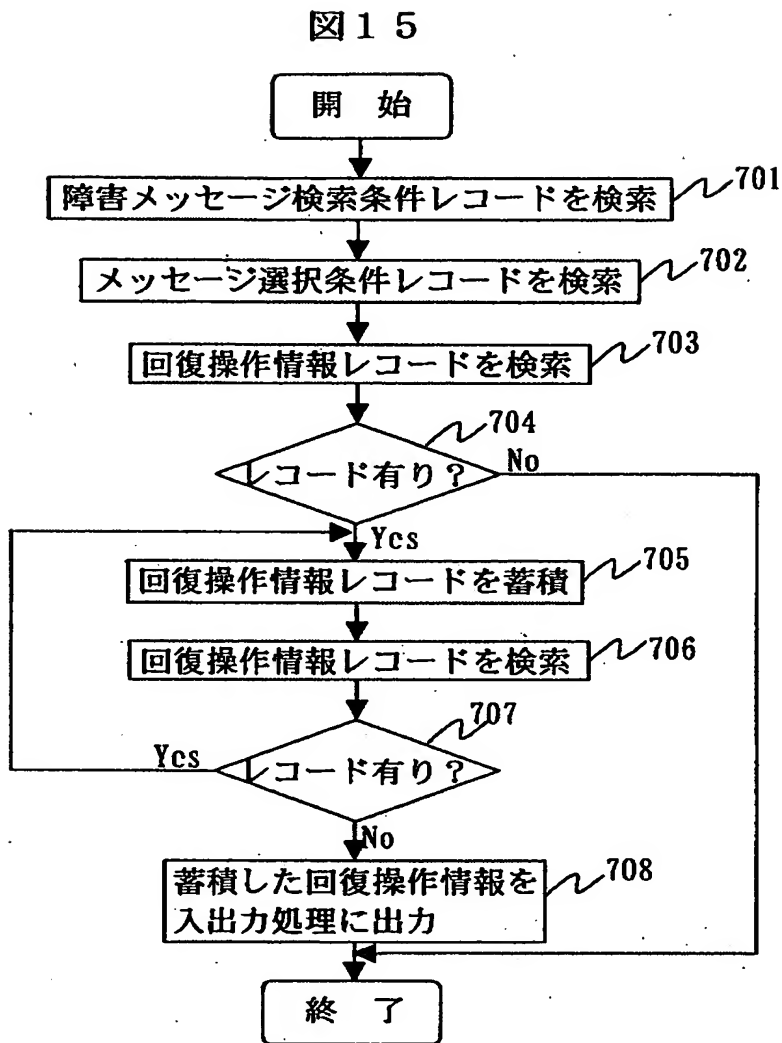 図15
開 始
障害メッセージ検索条件レコードを検索
701
メッセージ選択条件レコードを検索
702
回復操作情報レコードを検索
703
704
レコード有り?
No
Yes
回復操作情報レコードを蓄積
705
回復操作情報レコードを検索
706
707
Yes
レコード有り?
No
蓄積した回復操作情報を
入出力処理に出力
708
終 了